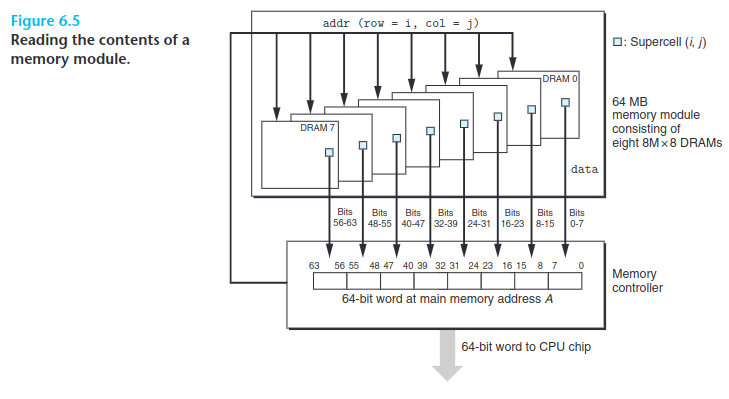 Figure 6.5
Reading the contents of a
memory module.
addr (row = i, col = j)
: Supercell (i, j)
DRAM 0
DRAM 7
64 MB
memory module
consisting of
eight 8M×8 DRAMs
data
Bits 56-63
Bits 48-55
Bits 40-47
Bits 32-39
Bits 24-31
Bits 16-23
Bits 8-15
Bits 0-7
63 56 55 48 47 40 39 32 31 24 23 16 15 8 7 0
64-bit word at main memory address A
Memory
controller
64-bit word to CPU chip